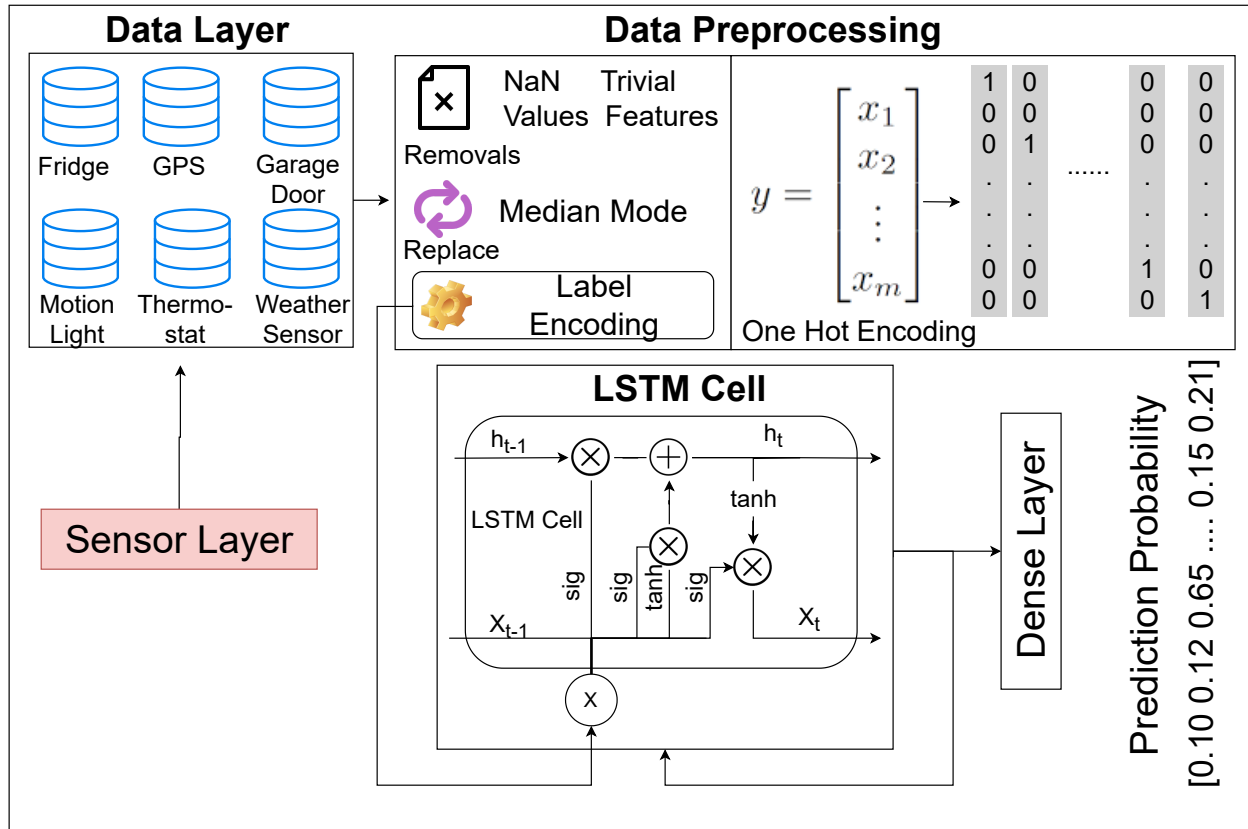 Data Layer
Data Preprocessing
Fridge
GPS
Garage
Door
Motion
Light
Thermo-
stat
Weather
Sensor
NaN Trivial
Values Features
Removals
Median Mode
Replace
Label
Encoding
y =
x1
x2
⋮
xm
One Hot Encoding
1 0 0 0
0 0 0 0
0 1 0 0
. . ...... . .
. . . .
. . . .
0 0 1 0
0 0 0 1
Sensor Layer
LSTM Cell
ht-1
ht
LSTM Cell
tanh
sig
sig
tanh
sig
Xt-1
Xt
X
Dense Layer
Prediction Probability
[0.10 0.12 0.65 .... 0.15 0.21]